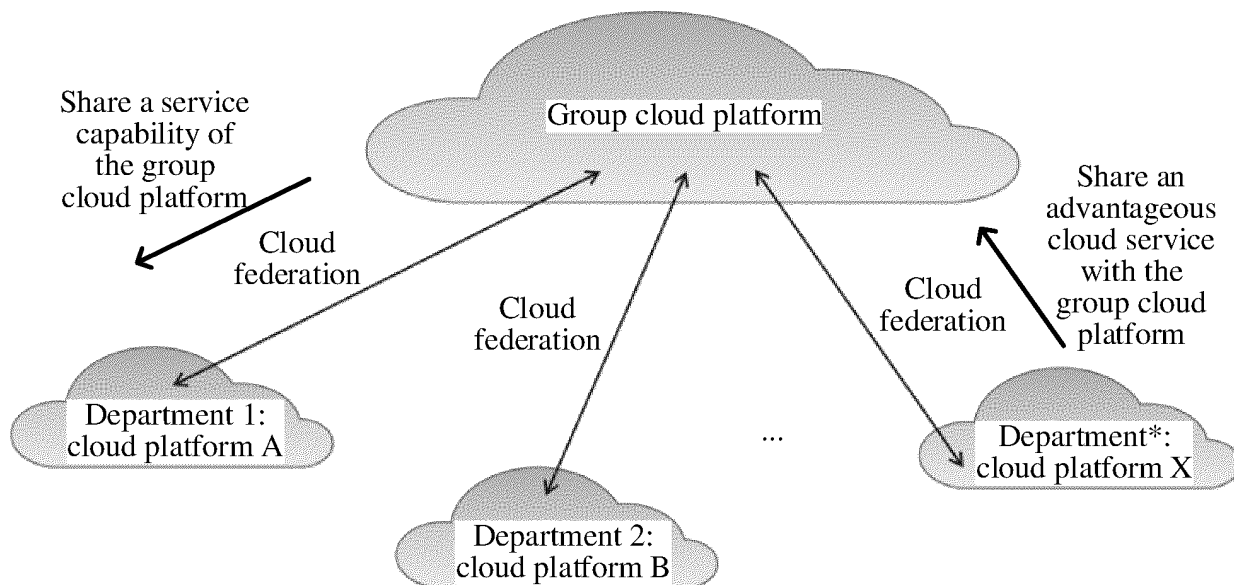 Group cloud platform
Share a service
capability of
the group
cloud platform
Share an
advantageous
cloud service
with the
group cloud
platform
Cloud
federation
Cloud
federation
Cloud
federation
Department 1:
cloud platform A
...
Department*:
cloud platform X
Department 2:
cloud platform B